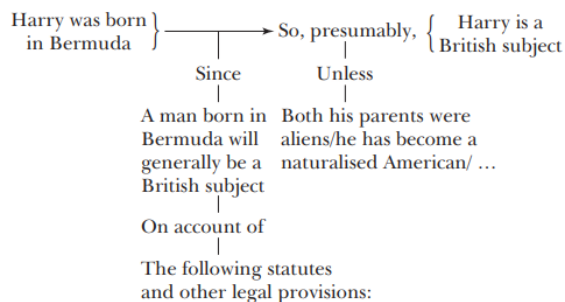 Harry was born
in Bermuda
So, presumably,
Harry is a
British subject
Since
Unless
A man born in
Bermuda will
generally be a
British subject
Both his parents were
aliens/he has become a
naturalised American/ …
On account of
The following statutes
and other legal provisions: